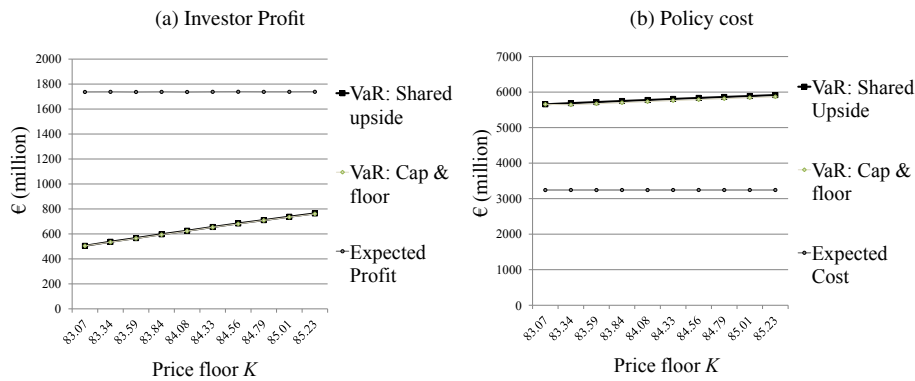 (a) Investor Profit
2000
1800
1600
1400
1200
1000
800
600
400
200
0
€ (million)
83.07
83.34
83.59
83.84
84.08
84.33
84.56
84.79
85.01
85.23
Price floor K
VaR: Shared
upside
VaR: Cap &
floor
Expected
Profit
(b) Policy cost
7000
6000
5000
4000
3000
2000
1000
0
€ (million)
83.07
83.34
83.59
83.84
84.08
84.33
84.56
84.79
85.01
85.23
Price floor K
VaR: Shared
Upside
VaR: Cap &
floor
Expected
Cost